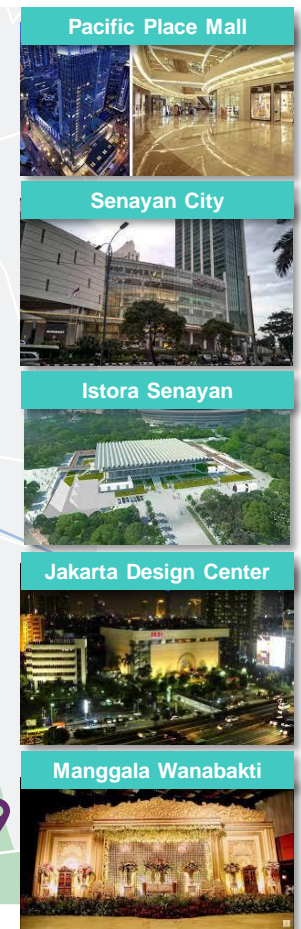 Pacific Place Mall
Senayan City
Istora Senayan
Jakarta Design Center
Manggala Wanabakti